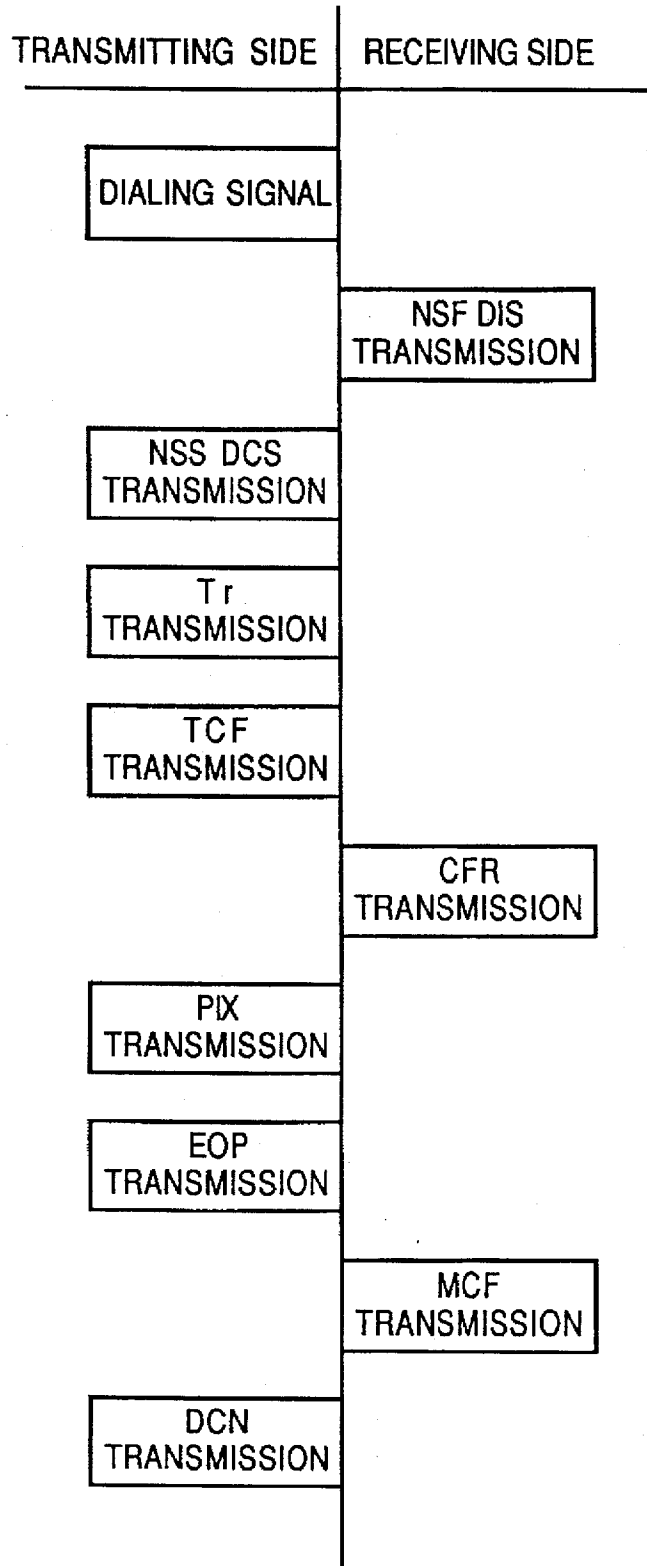 TRANSMITTING SIDE
RECEIVING SIDE
DIALING SIGNAL
NSF DIS
TRANSMISSION
NSS DCS
TRANSMISSION
Tr
TRANSMISSION
TCF
TRANSMISSION
CFR
TRANSMISSION
PIX
TRANSMISSION
EOP
TRANSMISSION
MCF
TRANSMISSION
DCN
TRANSMISSION